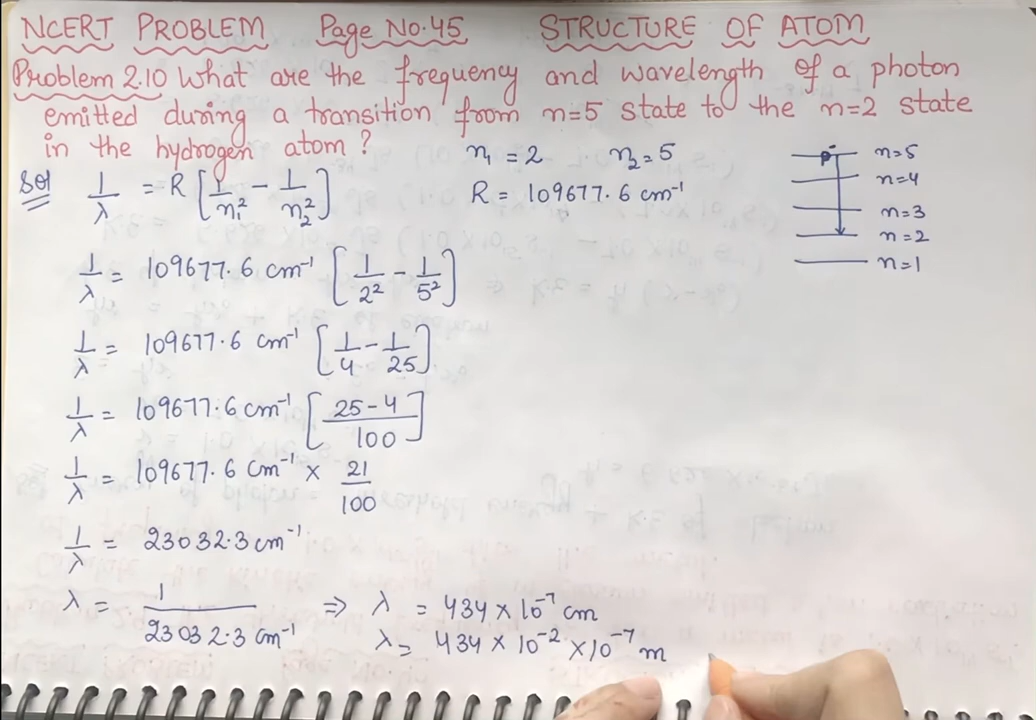 NCERT PROBLEM Page No.45 STRUCTURE OF ATOM
Problem 2.10 What are the frequency and wavelength of a photon
emitted during a transition from n=5 state to the n=2 state
in the hydrogen atom ?
n₁ = 2 n₂ = 5
Sol 1/λ = R [1/n₁² − 1/n₂²] R = 109677.6 cm⁻¹
n=5
n=4
n=3
n=2
n=1
1/λ = 109677.6 cm⁻¹ [1/2² − 1/5²]
1/λ = 109677.6 cm⁻¹ [1/4 − 1/25]
1/λ = 109677.6 cm⁻¹ [25 − 4/100]
1/λ = 109677.6 cm⁻¹ × 21/100
1/λ = 23032.3 cm⁻¹
λ = 1/23032.3 cm⁻¹ ⇒ λ = 434 × 10⁻⁷ cm
λ = 434 × 10⁻² × 10⁻⁷ m